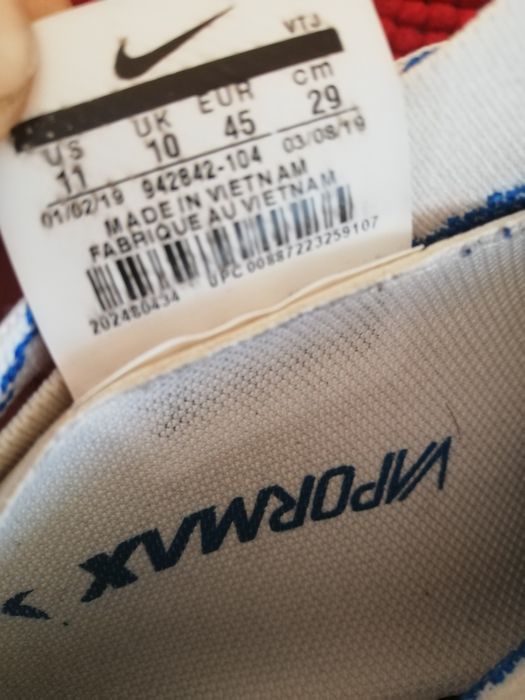 VTJ
US UK EUR cm
11 10 45 29
01/02/19 942842-104 03/08/19
MADE IN VIETNAM
FABRIQUE AU VIETNAM
UPC 00887223259107
202480434
VAPORMAX